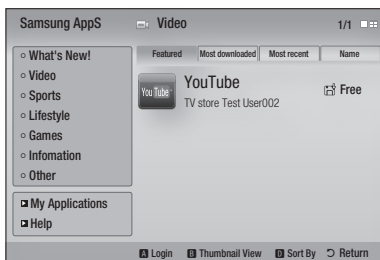 Samsung AppS
Video
1/1
What's New!
Video
Sports
Lifestyle
Games
Infomation
Other
My Applications
Help
Featured
Most downloaded
Most recent
Name
You Tube
YouTube
TV store Test User002
Free
A Login
B Thumbnail View
D Sort By
Return